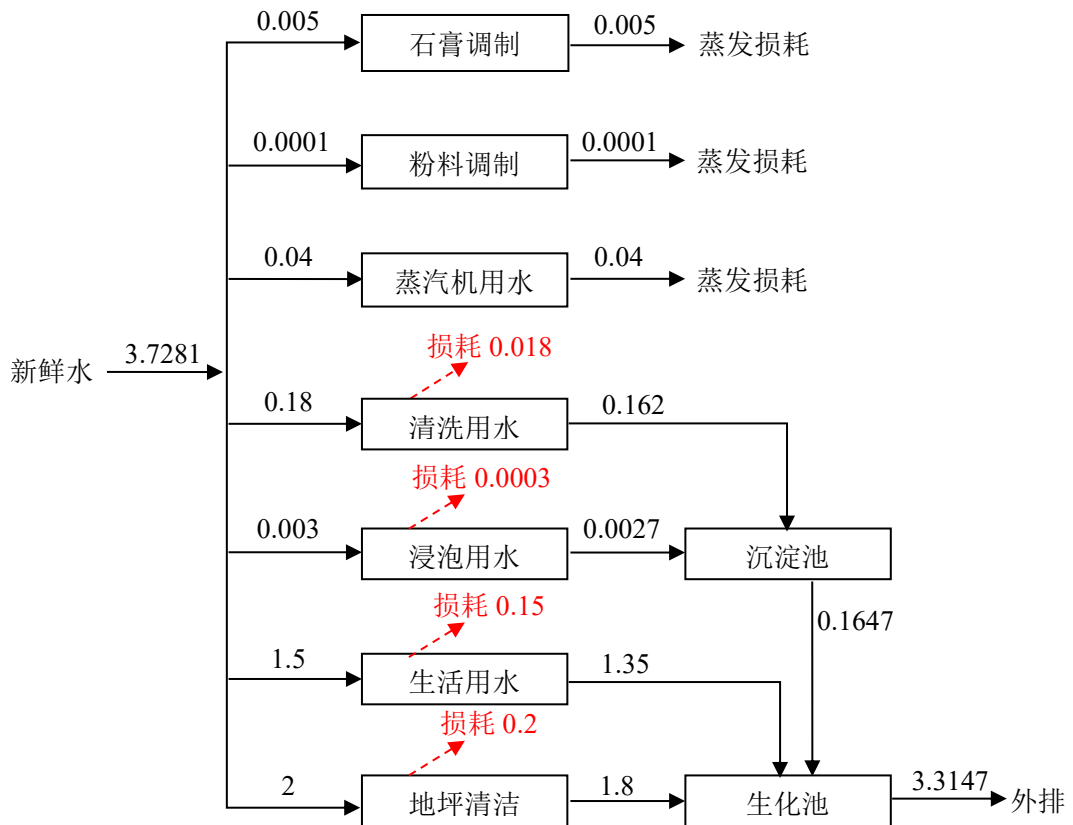 0.005 石膏调制 0.005 蒸发损耗
0.0001 粉料调制 0.0001 蒸发损耗
0.04 蒸汽机用水 0.04 蒸发损耗
新鲜水 3.7281
损耗 0.018
0.18 清洗用水 0.162
损耗 0.0003
0.003 浸泡用水 0.0027 沉淀池
损耗 0.15
0.1647
1.5 生活用水 1.35
损耗 0.2
2 地坪清洁 1.8 生化池 3.3147 外排